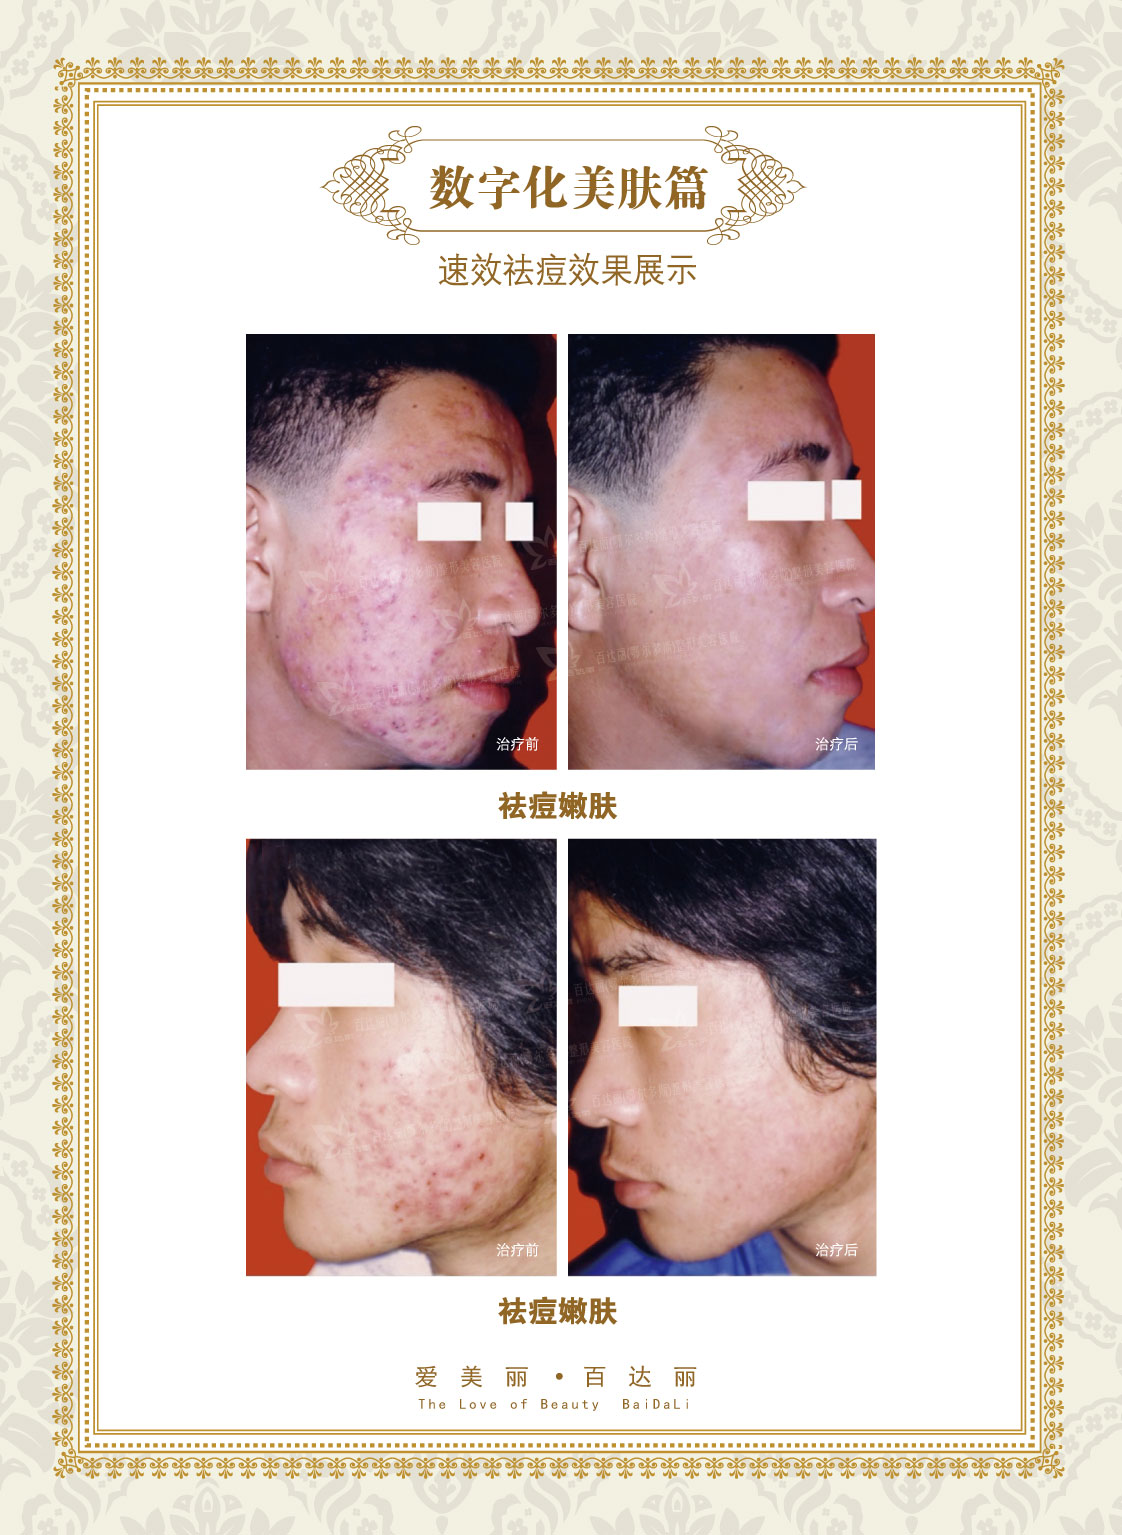 数字化美肤篇
速效祛痘效果展示
治疗前
治疗后
祛痘嫩肤
治疗前
治疗后
祛痘嫩肤
爱美丽·百达丽
The Love of Beauty BaiDaLi